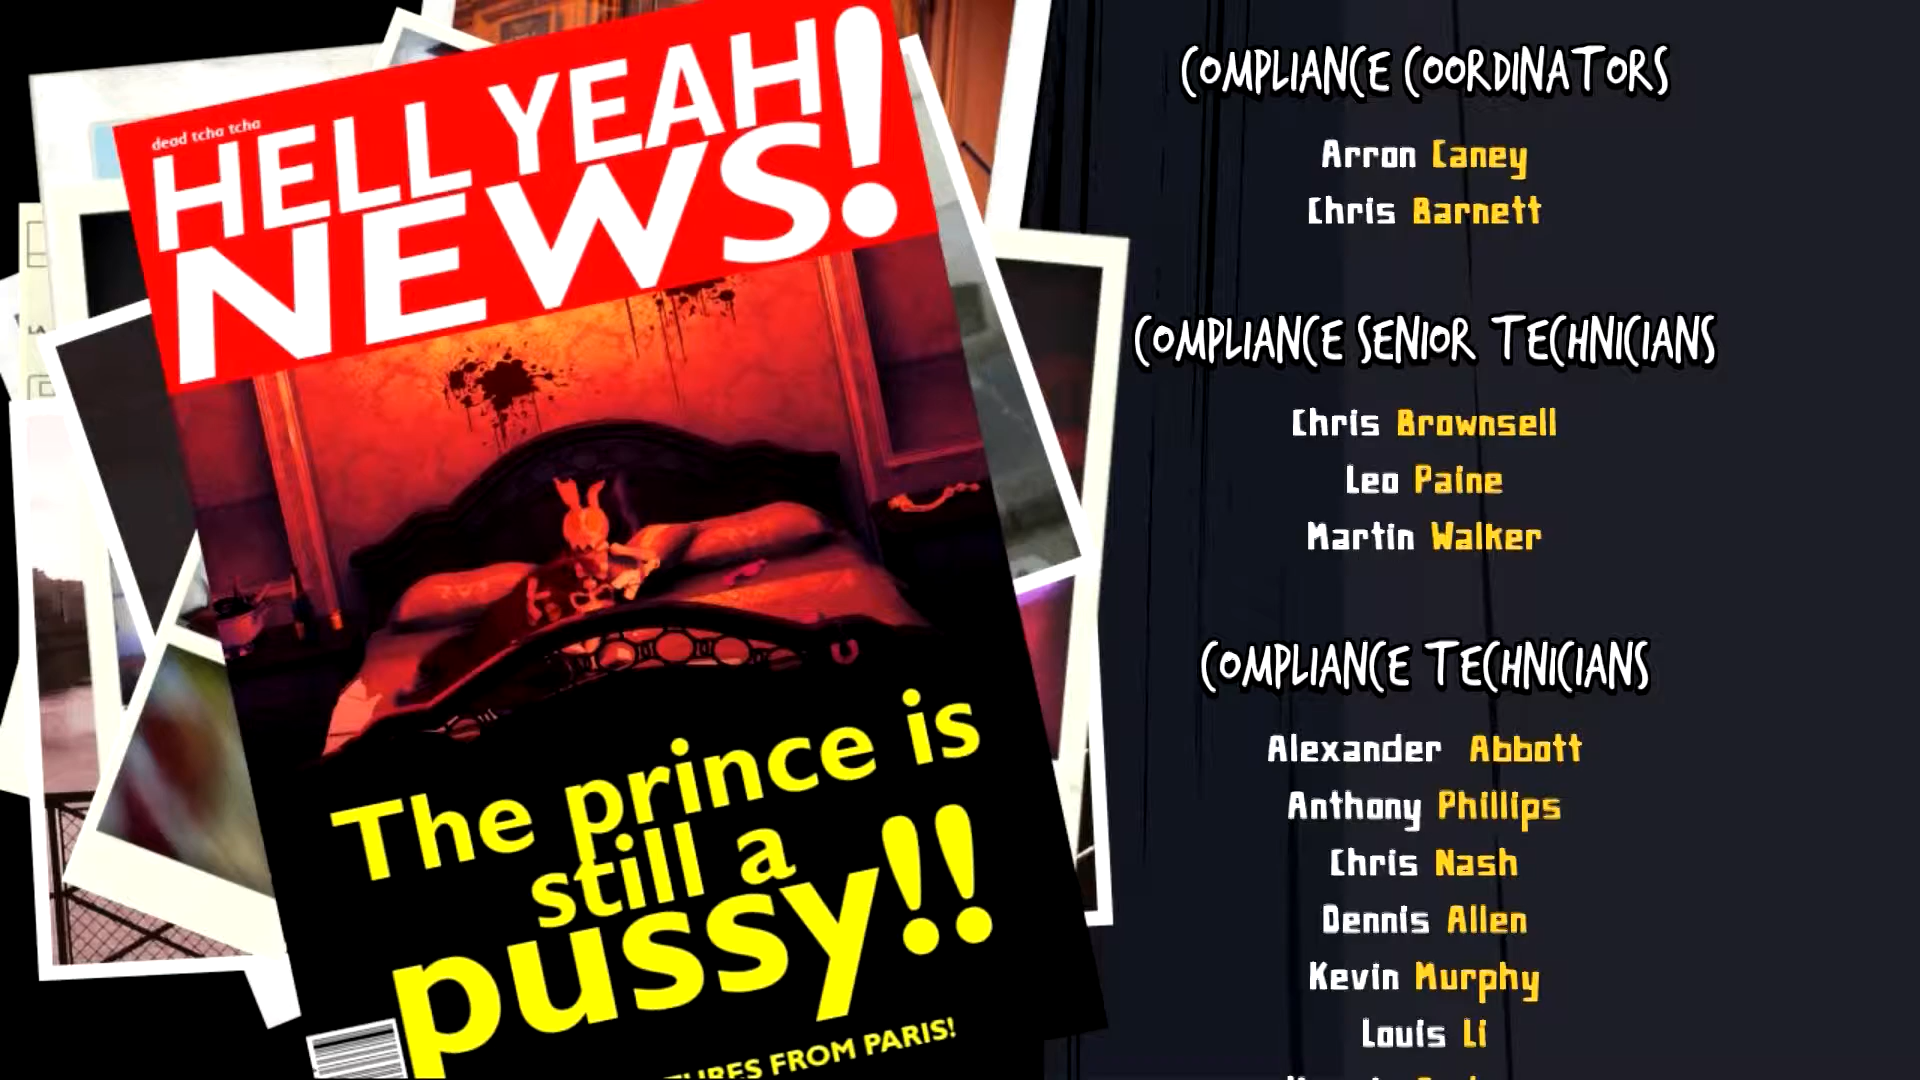 dead tcha tcha
HELL YEAH
NEWS!
The prince is
still a
pussy!!
FROM PARIS!
COMPLIANCE COORDINATORS
Arron Caney
Chris Barnett
COMPLIANCE SENIOR TECHNICIANS
Chris Brownsell
Leo Paine
Martin Walker
COMPLIANCE TECHNICIANS
Alexander Abbott
Anthony Phillips
Chris Nash
Dennis Allen
Kevin Murphy
Louis Li